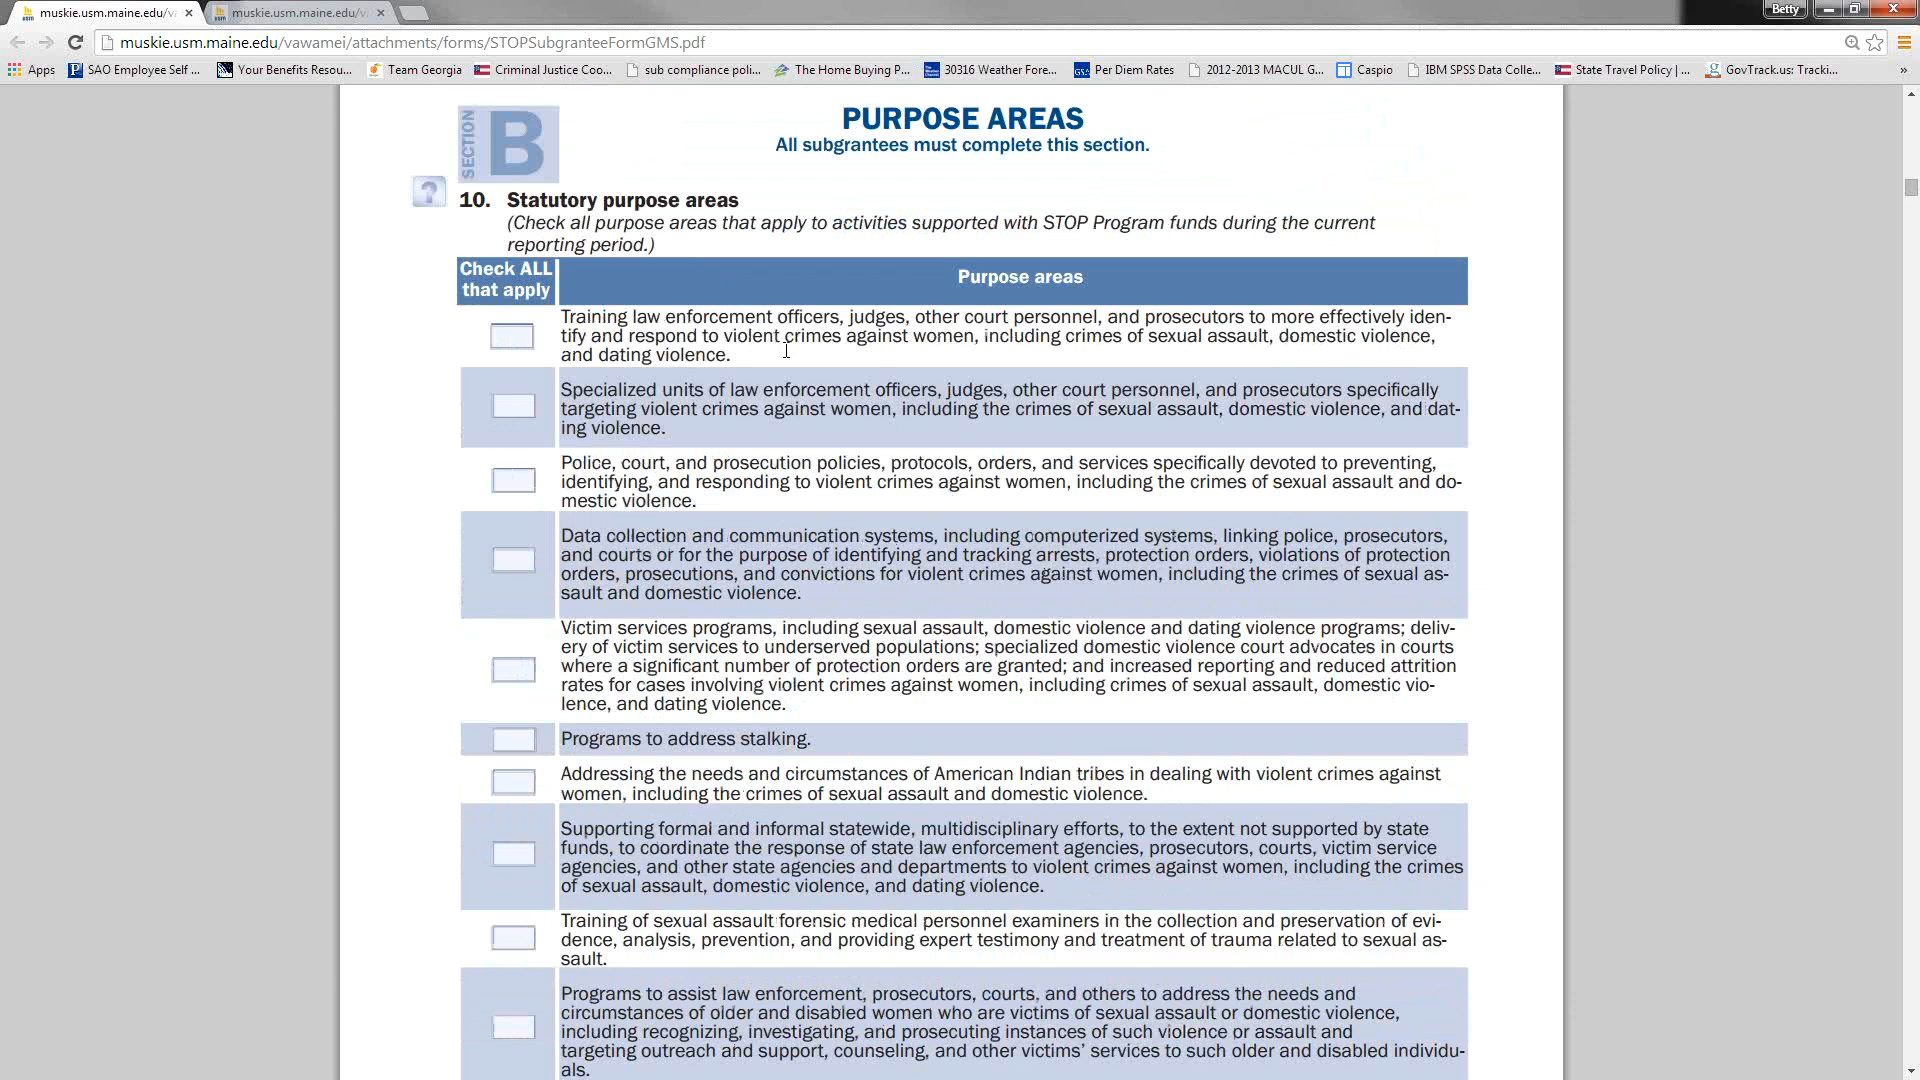 muskie.usm.maine.edu/v
muskie.usm.maine.edu/v
Betty
muskie.usm.maine.edu/vawamei/attachments/forms/STOPSubgranteeFormGMS.pdf
Apps
SAO Employee Self ...
Your Benefits Resou...
Team Georgia
Criminal Justice Coo...
sub compliance poli...
The Home Buying P...
30316 Weather Fore...
Per Diem Rates
2012-2013 MACUL G...
Caspio
IBM SPSS Data Colle...
State Travel Policy | ...
GovTrack.us: Tracki...
»
SECTION
B
PURPOSE AREAS
All subgrantees must complete this section.
?
10. Statutory purpose areas
(Check all purpose areas that apply to activities supported with STOP Program funds during the current
reporting period.)
Check ALL
that apply
Purpose areas
Training law enforcement officers, judges, other court personnel, and prosecutors to more effectively iden-
tify and respond to violent crimes against women, including crimes of sexual assault, domestic violence,
and dating violence.
Specialized units of law enforcement officers, judges, other court personnel, and prosecutors specifically
targeting violent crimes against women, including the crimes of sexual assault, domestic violence, and dat-
ing violence.
Police, court, and prosecution policies, protocols, orders, and services specifically devoted to preventing,
identifying, and responding to violent crimes against women, including the crimes of sexual assault and do-
mestic violence.
Data collection and communication systems, including computerized systems, linking police, prosecutors,
and courts or for the purpose of identifying and tracking arrests, protection orders, violations of protection
orders, prosecutions, and convictions for violent crimes against women, including the crimes of sexual as-
sault and domestic violence.
Victim services programs, including sexual assault, domestic violence and dating violence programs; deliv-
ery of victim services to underserved populations; specialized domestic violence court advocates in courts
where a significant number of protection orders are granted; and increased reporting and reduced attrition
rates for cases involving violent crimes against women, including crimes of sexual assault, domestic vio-
lence, and dating violence.
Programs to address stalking.
Addressing the needs and circumstances of American Indian tribes in dealing with violent crimes against
women, including the crimes of sexual assault and domestic violence.
Supporting formal and informal statewide, multidisciplinary efforts, to the extent not supported by state
funds, to coordinate the response of state law enforcement agencies, prosecutors, courts, victim service
agencies, and other state agencies and departments to violent crimes against women, including the crimes
of sexual assault, domestic violence, and dating violence.
Training of sexual assault forensic medical personnel examiners in the collection and preservation of evi-
dence, analysis, prevention, and providing expert testimony and treatment of trauma related to sexual as-
sault.
Programs to assist law enforcement, prosecutors, courts, and others to address the needs and
circumstances of older and disabled women who are victims of sexual assault or domestic violence,
including recognizing, investigating, and prosecuting instances of such violence or assault and
targeting outreach and support, counseling, and other victims' services to such older and disabled individu-
als.